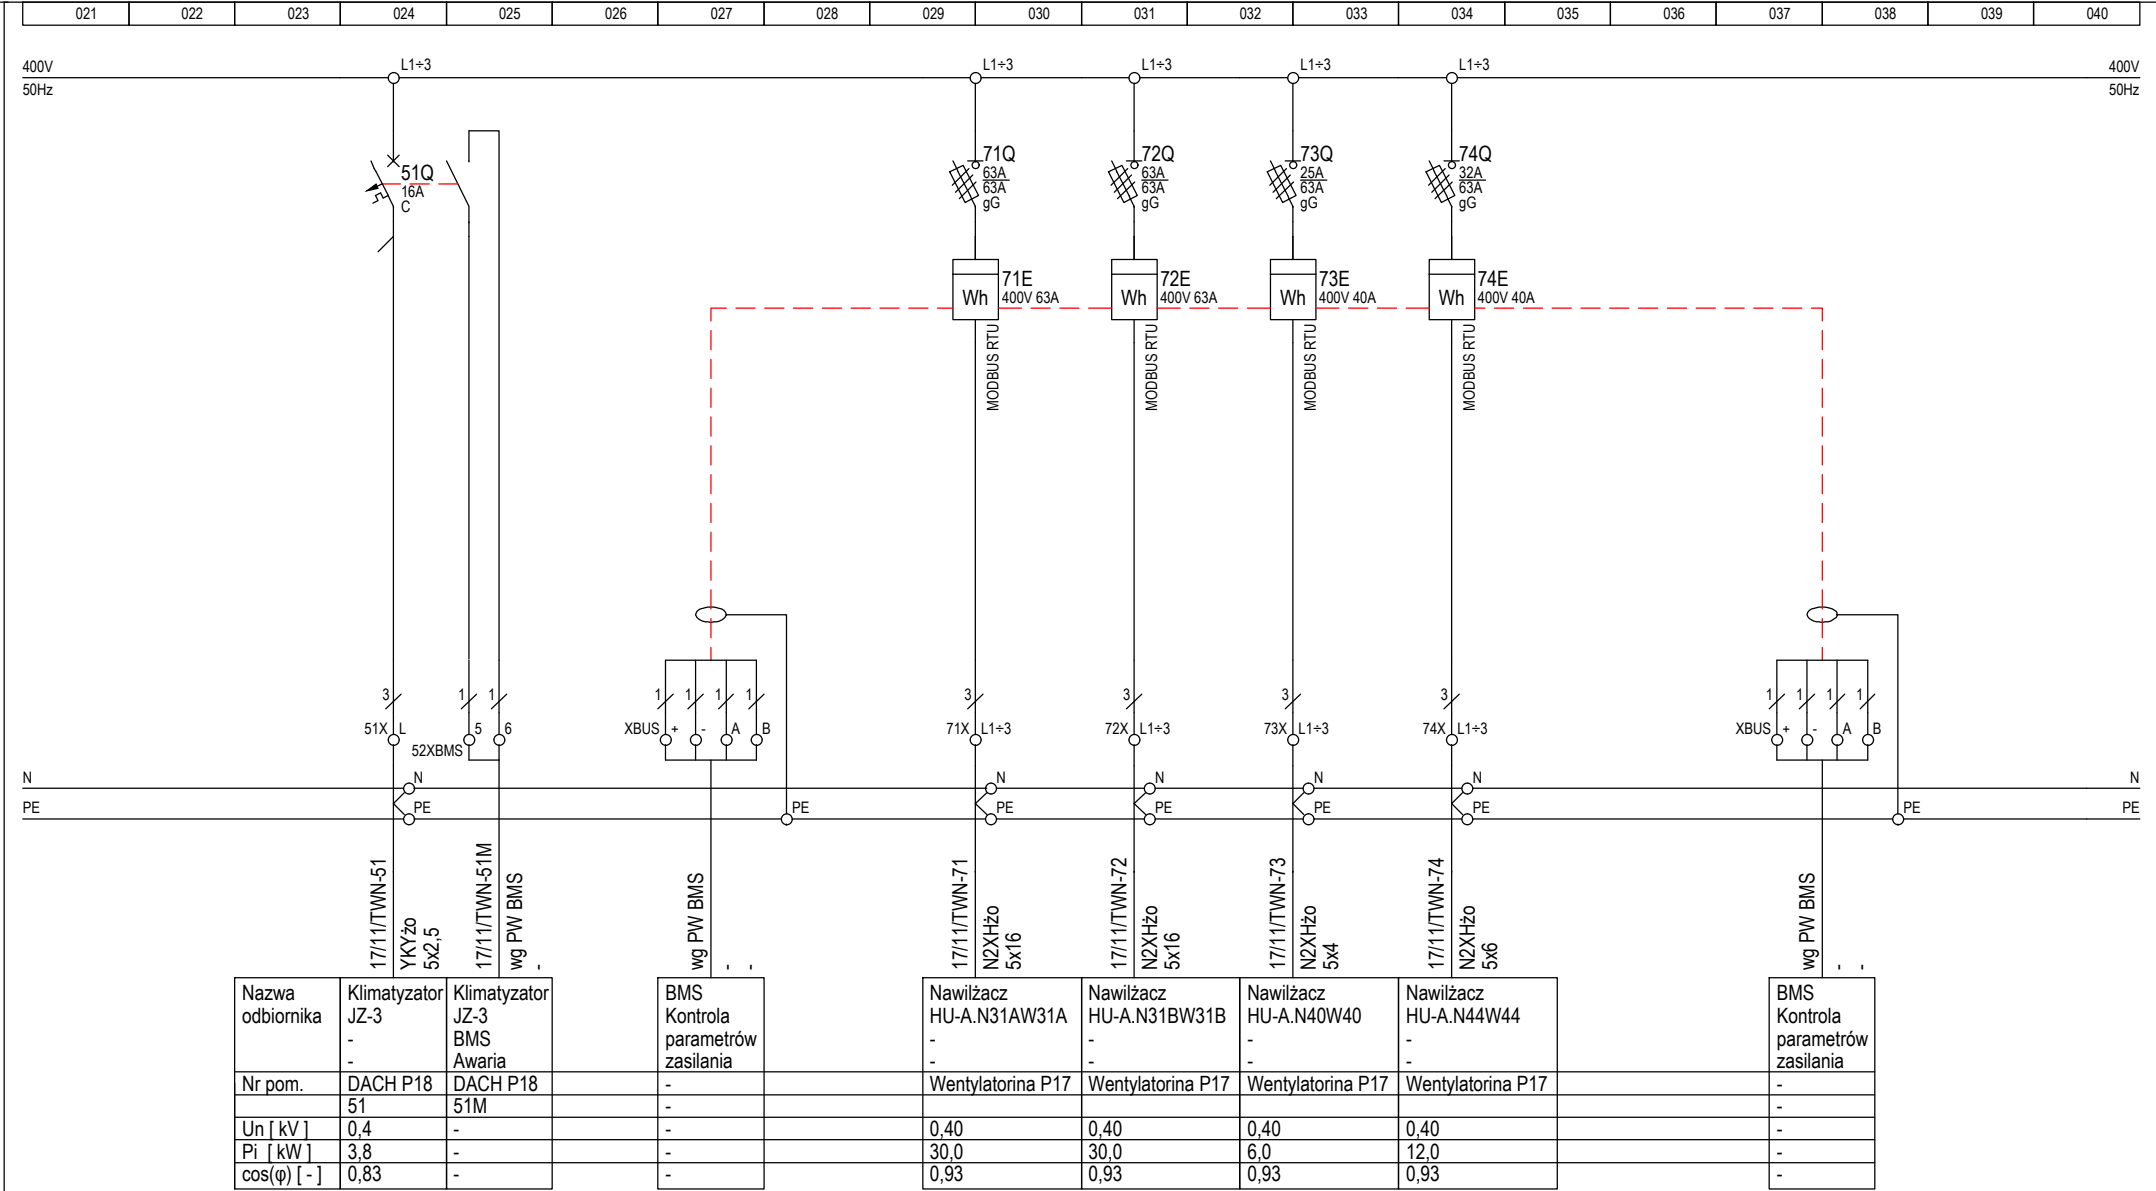 021 022 023 024 025 026 027 028 029 030 031 032 033 034 035 036 037 038 039 040
400V L1÷3 L1÷3 L1÷3 L1÷3 L1÷3 400V
50Hz 50Hz
51Q
16A
C
71Q
63A
63A
gG
72Q
63A
63A
gG
73Q
25A
63A
gG
74Q
32A
63A
gG
71E
Wh 400V 63A
72E
Wh 400V 63A
73E
Wh 400V 40A
74E
Wh 400V 40A
MODBUS RTU
MODBUS RTU
MODBUS RTU
MODBUS RTU
3 1 1 1 1 1 1 3 3 3 3 1 1 1 1
51X L 5 6 XBUS + - A B 71X L1÷3 72X L1÷3 73X L1÷3 74X L1÷3 XBUS + - A B
52XBMS
N N N N N N N
PE PE PE PE PE PE PE PE PE
17/11/TWN-51
YKYżo
5x2,5
17/11/TWN-51M
wg PW BMS
-
wg PW BMS
-
-
17/11/TWN-71
N2XHżo
5x16
17/11/TWN-72
N2XHżo
5x16
17/11/TWN-73
N2XHżo
5x4
17/11/TWN-74
N2XHżo
5x6
wg PW BMS
-
-
Nazwa Klimatyzator Klimatyzator BMS Nawilżacz Nawilżacz Nawilżacz Nawilżacz BMS
odbiornika JZ-3 JZ-3 Kontrola HU-A.N31AW31A HU-A.N31BW31B HU-A.N40W40 HU-A.N44W44 Kontrola
- BMS parametrów - - - - parametrów
- Awaria zasilania - - - - zasilania
Nr pom. DACH P18 DACH P18 - Wentylatorina P17 Wentylatorina P17 Wentylatorina P17 Wentylatorina P17 -
51 51M - -
Un [ kV ] 0,4 - - 0,40 0,40 0,40 0,40 -
Pi [ kW ] 3,8 - - 30,0 30,0 6,0 12,0 -
cos(φ) [ - ] 0,83 - - 0,93 0,93 0,93 0,93 -